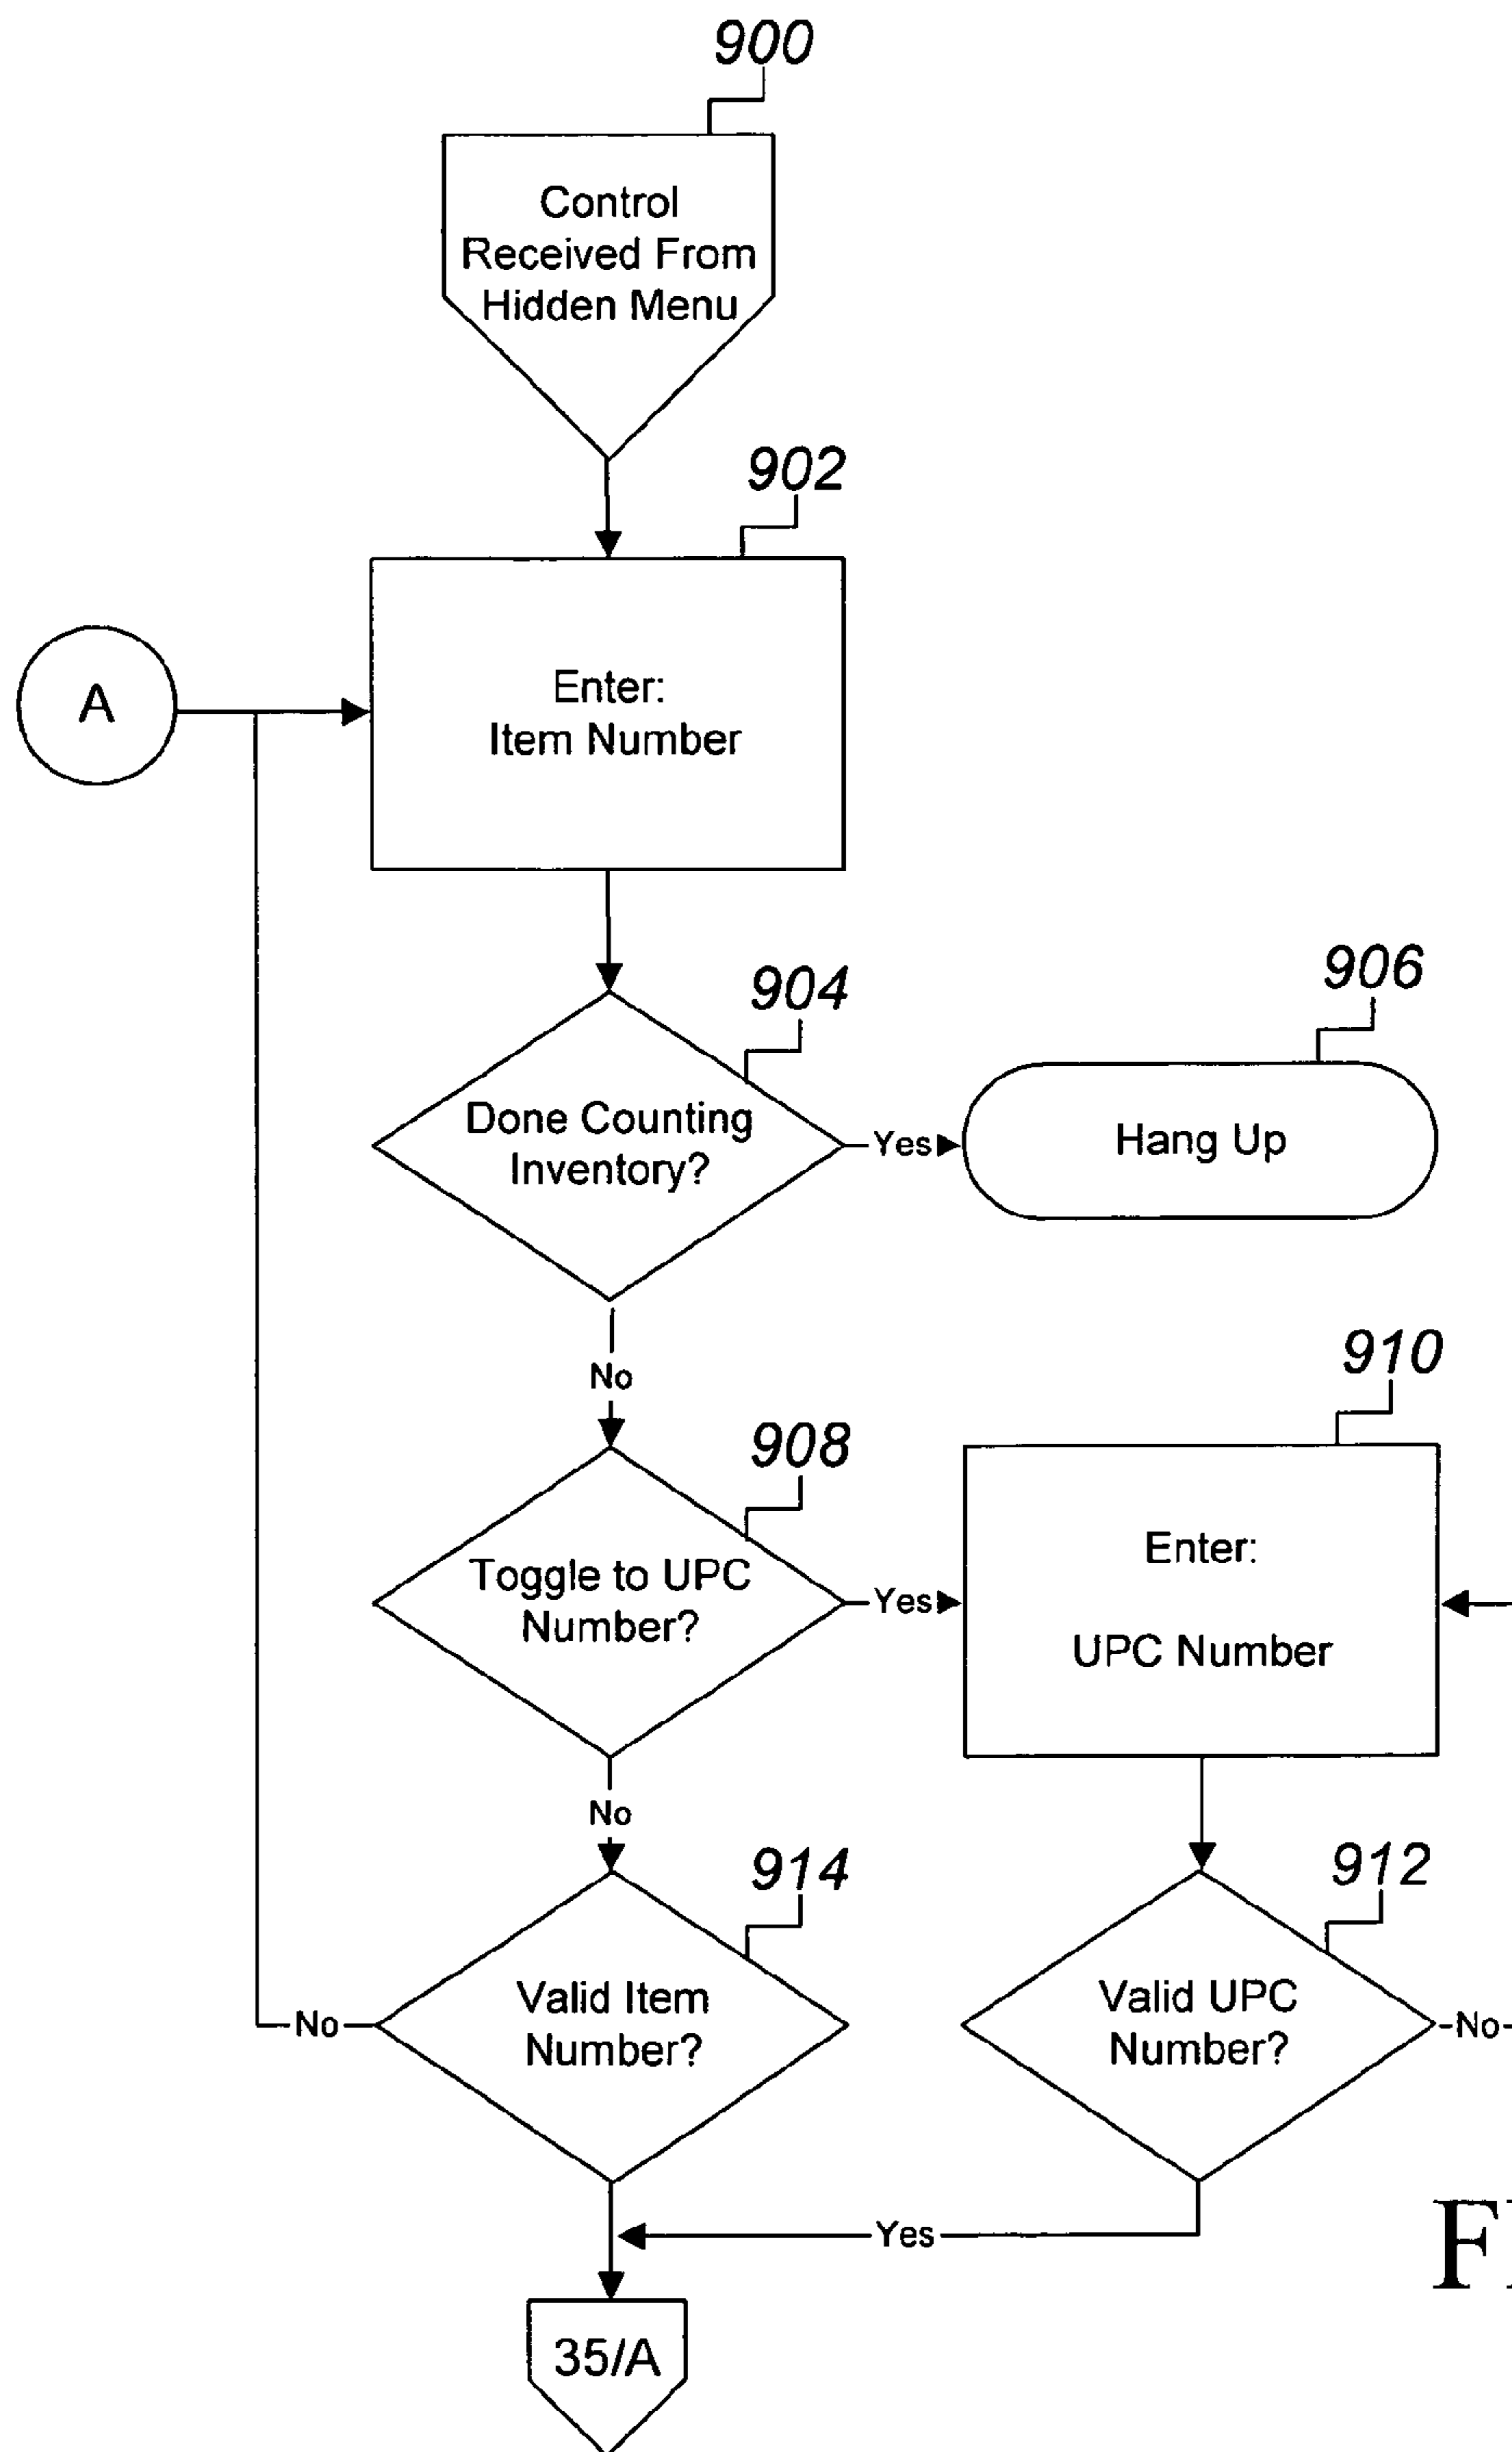 900
Control
Received From
Hidden Menu
902
A
Enter:
Item Number
904
Done Counting
Inventory?
Yes
906
Hang Up
No
908
Toggle to UPC
Number?
Yes
910
Enter:
UPC Number
No
914
Valid Item
Number?
No
912
Valid UPC
Number?
No
Yes
35/A